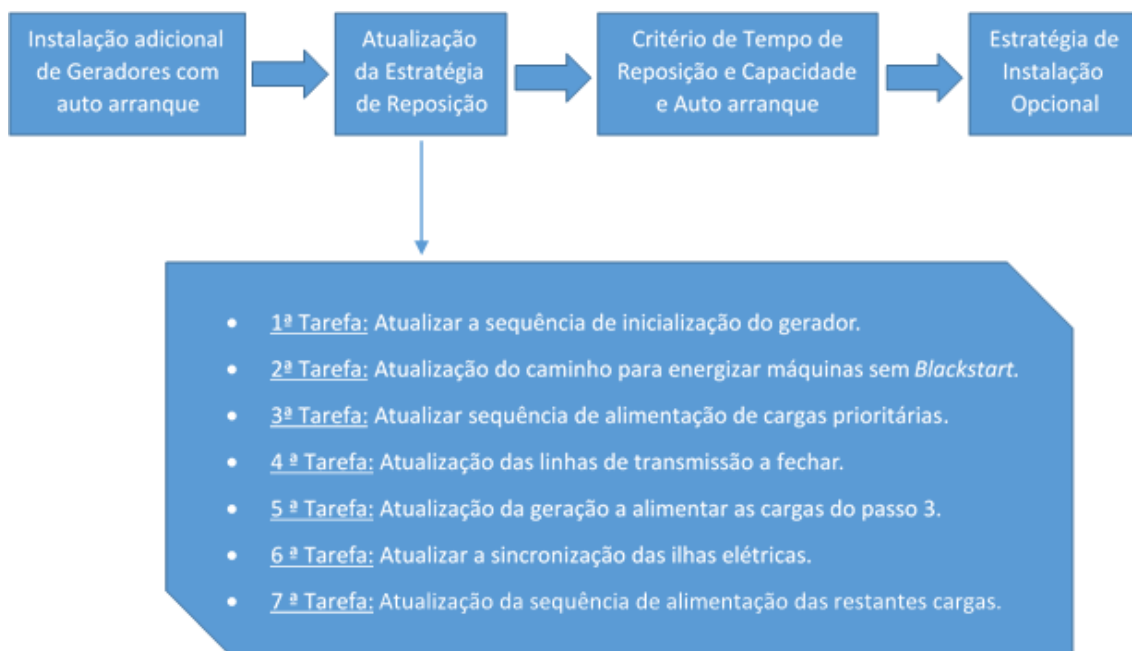 Instalação adicional
de Geradores com
auto arranque
Atualização
da Estratégia
de Reposição
Critério de Tempo de
Reposição e Capacidade
e Auto arranque
Estratégia de
Instalação
Opcional
• 1ª Tarefa: Atualizar a sequência de inicialização do gerador.
• 2ª Tarefa: Atualização do caminho para energizar máquinas sem Blackstart.
• 3ª Tarefa: Atualizar sequência de alimentação de cargas prioritárias.
• 4 ª Tarefa: Atualização das linhas de transmissão a fechar.
• 5 ª Tarefa: Atualização da geração a alimentar as cargas do passo 3.
• 6 ª Tarefa: Atualizar a sincronização das ilhas elétricas.
• 7 ª Tarefa: Atualização da sequência de alimentação das restantes cargas.